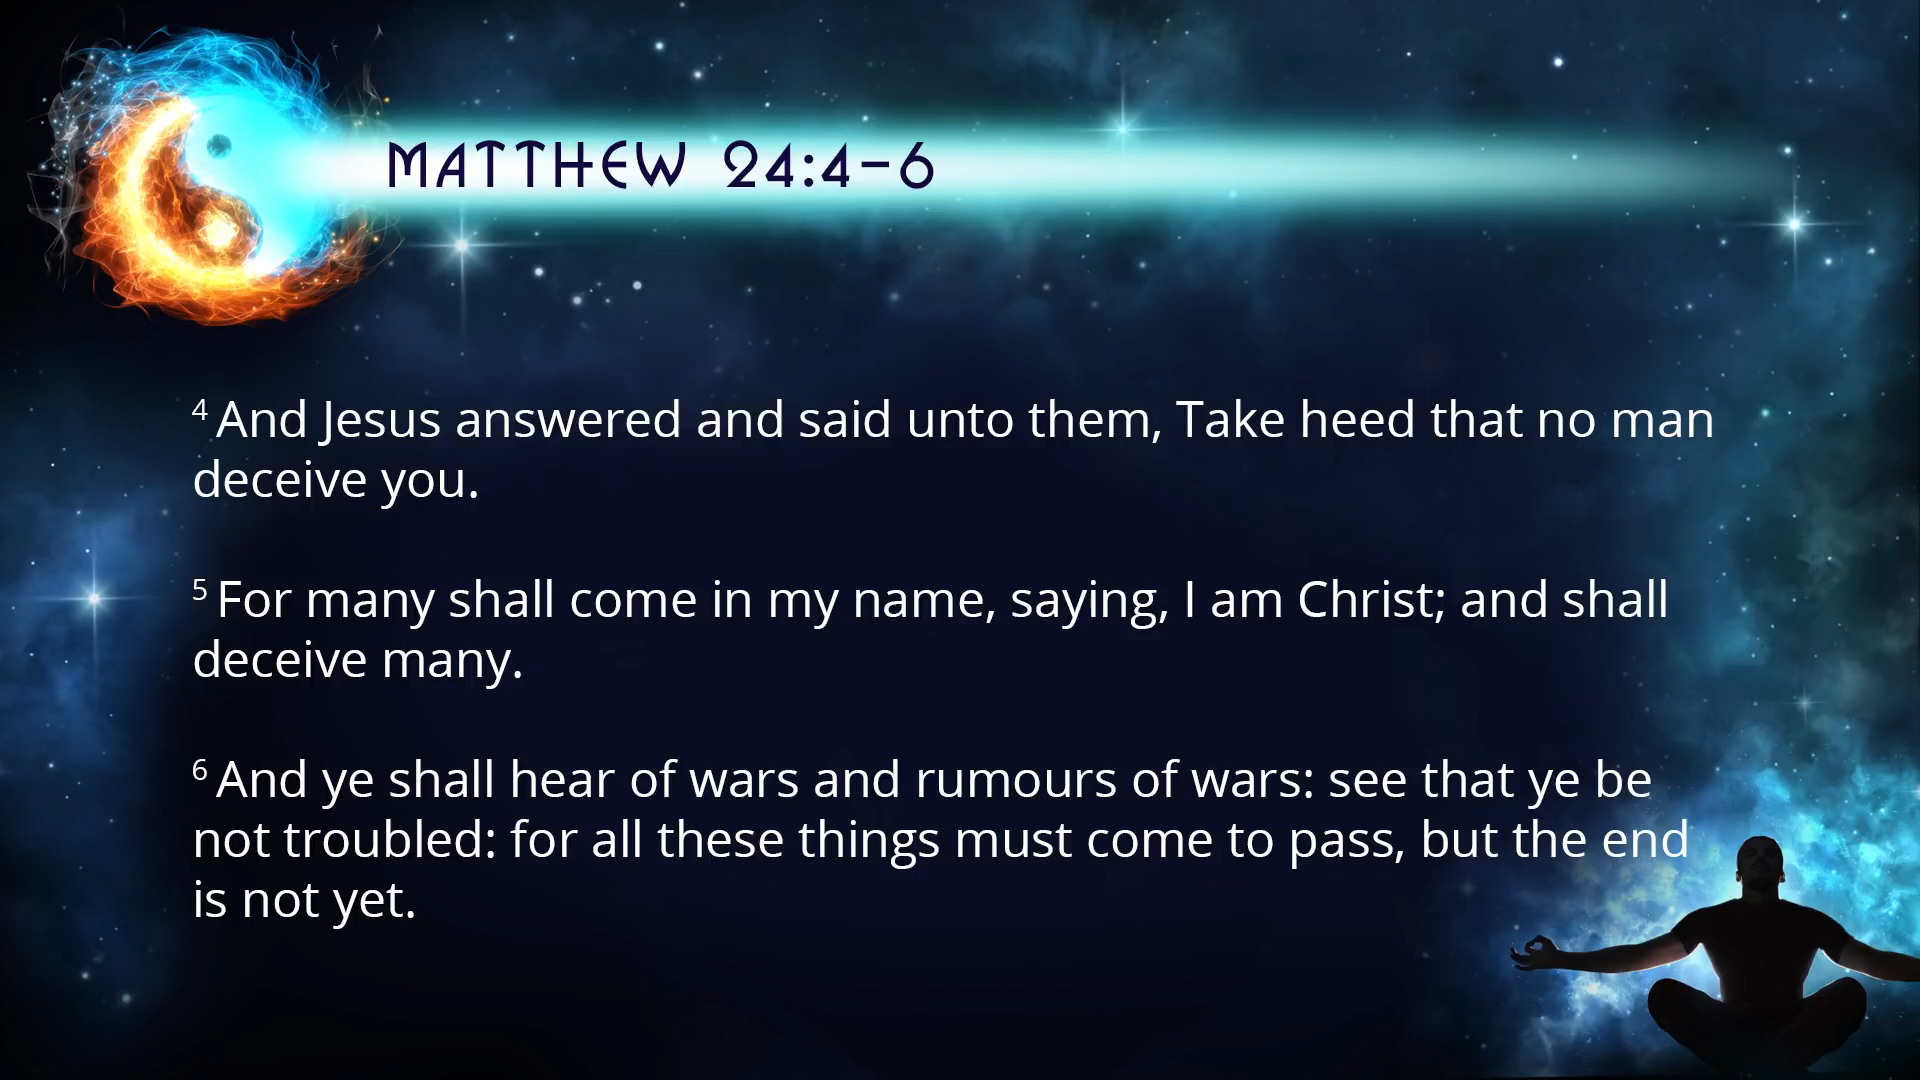 MATTHEW 24:4-6
4 And Jesus answered and said unto them, Take heed that no man
deceive you.
5 For many shall come in my name, saying, I am Christ; and shall
deceive many.
6 And ye shall hear of wars and rumours of wars: see that ye be
not troubled: for all these things must come to pass, but the end
is not yet.